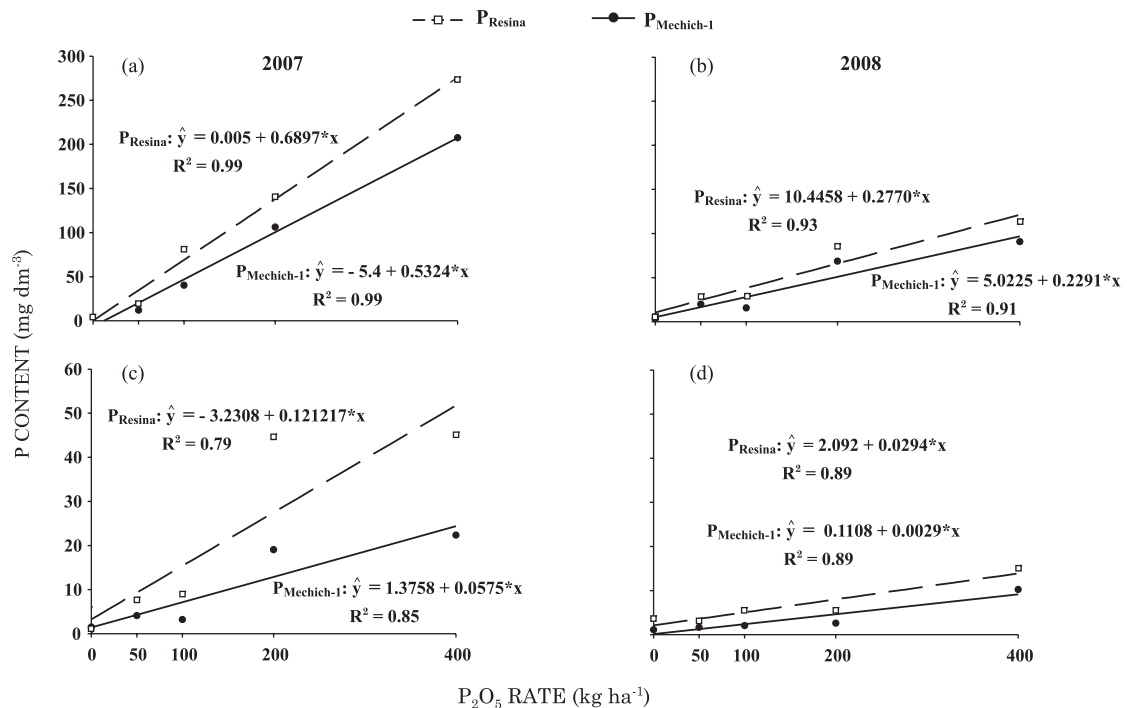 P_Resina P_Mechich-1
(a) 2007
300
250
200
150
100
50
0
P_Resina: ŷ = 0.005 + 0.6897*x
R² = 0.99
P_Mechich-1: ŷ = - 5.4 + 0.5324*x
R² = 0.99
(b) 2008
P_Resina: ŷ = 10.4458 + 0.2770*x
R² = 0.93
P_Mechich-1: ŷ = 5.0225 + 0.2291*x
R² = 0.91
P CONTENT (mg dm⁻³)
(c)
60
50
40
30
20
10
0
P_Resina: ŷ = - 3.2308 + 0.121217*x
R² = 0.79
P_Mechich-1: ŷ = 1.3758 + 0.0575*x
R² = 0.85
0 50 100 200 400
(d)
P_Resina: ŷ = 2.092 + 0.0294*x
R² = 0.89
P_Mechich-1: ŷ = 0.1108 + 0.0029*x
R² = 0.89
0 50 100 200 400
P₂O₅ RATE (kg ha⁻¹)